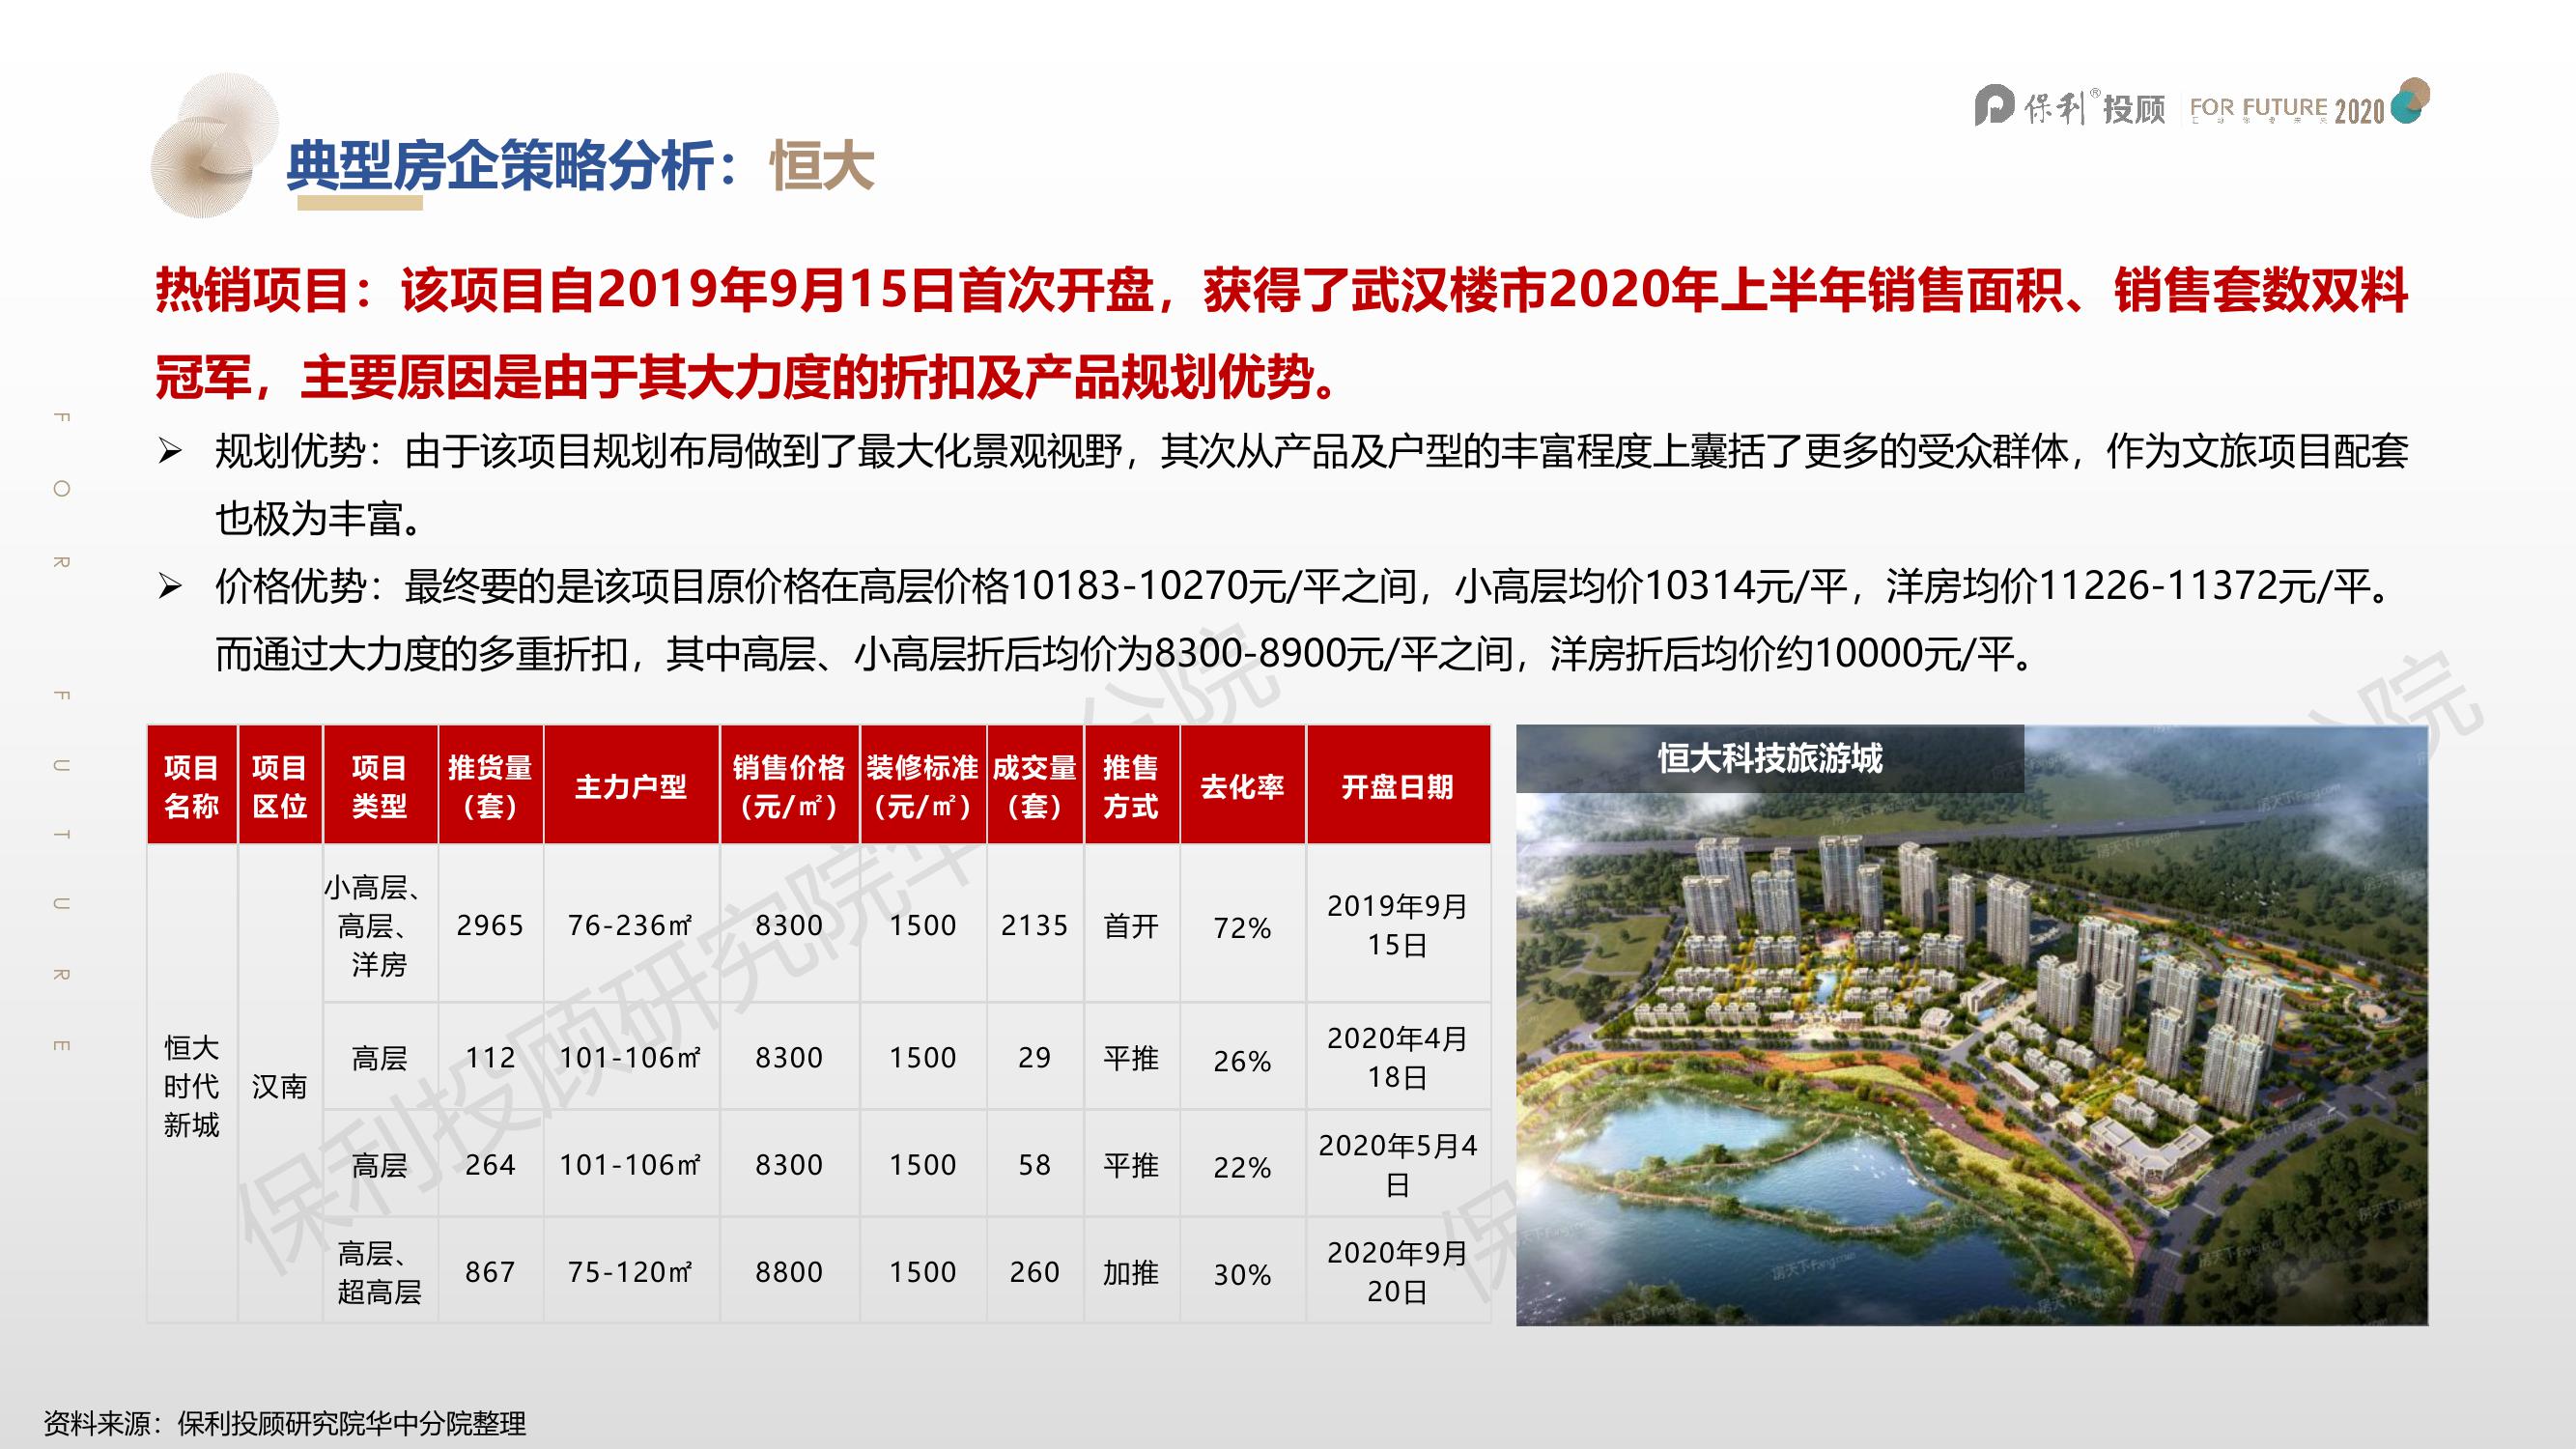 保利®投顾 FOR FUTURE 2020
典型房企策略分析：恒大
热销项目：该项目自2019年9月15日首次开盘，获得了武汉楼市2020年上半年销售面积、销售套数双料
冠军，主要原因是由于其大力度的折扣及产品规划优势。
➢ 规划优势：由于该项目规划布局做到了最大化景观视野，其次从产品及户型的丰富程度上囊括了更多的受众群体，作为文旅项目配套
也极为丰富。
➢ 价格优势：最终要的是该项目原价格在高层价格10183-10270元/平之间，小高层均价10314元/平，洋房均价11226-11372元/平。
而通过大力度的多重折扣，其中高层、小高层折后均价为8300-8900元/平之间，洋房折后均价约10000元/平。
FOR FUTURE
项目名称 项目区位 项目类型 推货量（套） 主力户型 销售价格（元/㎡） 装修标准（元/㎡） 成交量（套） 推售方式 去化率 开盘日期
恒大时代新城 汉南 小高层、高层、洋房 2965 76-236㎡ 8300 1500 2135 首开 72% 2019年9月15日
高层 112 101-106㎡ 8300 1500 29 平推 26% 2020年4月18日
高层 264 101-106㎡ 8300 1500 58 平推 22% 2020年5月4日
高层、超高层 867 75-120㎡ 8800 1500 260 加推 30% 2020年9月20日
恒大科技旅游城
资料来源：保利投顾研究院华中分院整理